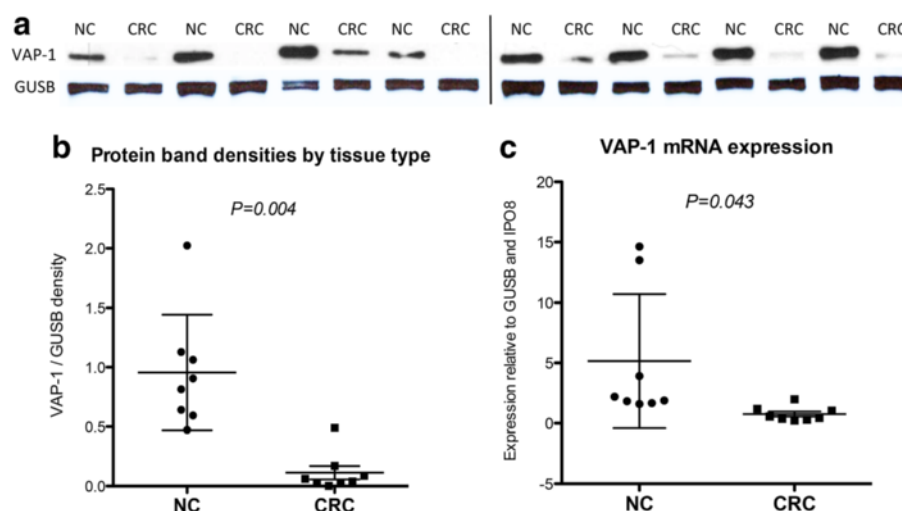 a
NC CRC NC CRC NC CRC NC CRC NC CRC NC CRC NC CRC NC CRC
VAP-1
GUSB
b
Protein band densities by tissue type
P=0.004
VAP-1 / GUSB density
2.5
2.0
1.5
1.0
0.5
0.0
NC CRC
c
VAP-1 mRNA expression
P=0.043
Expression relative to GUSB and IPO8
20
15
10
5
0
-5
NC CRC